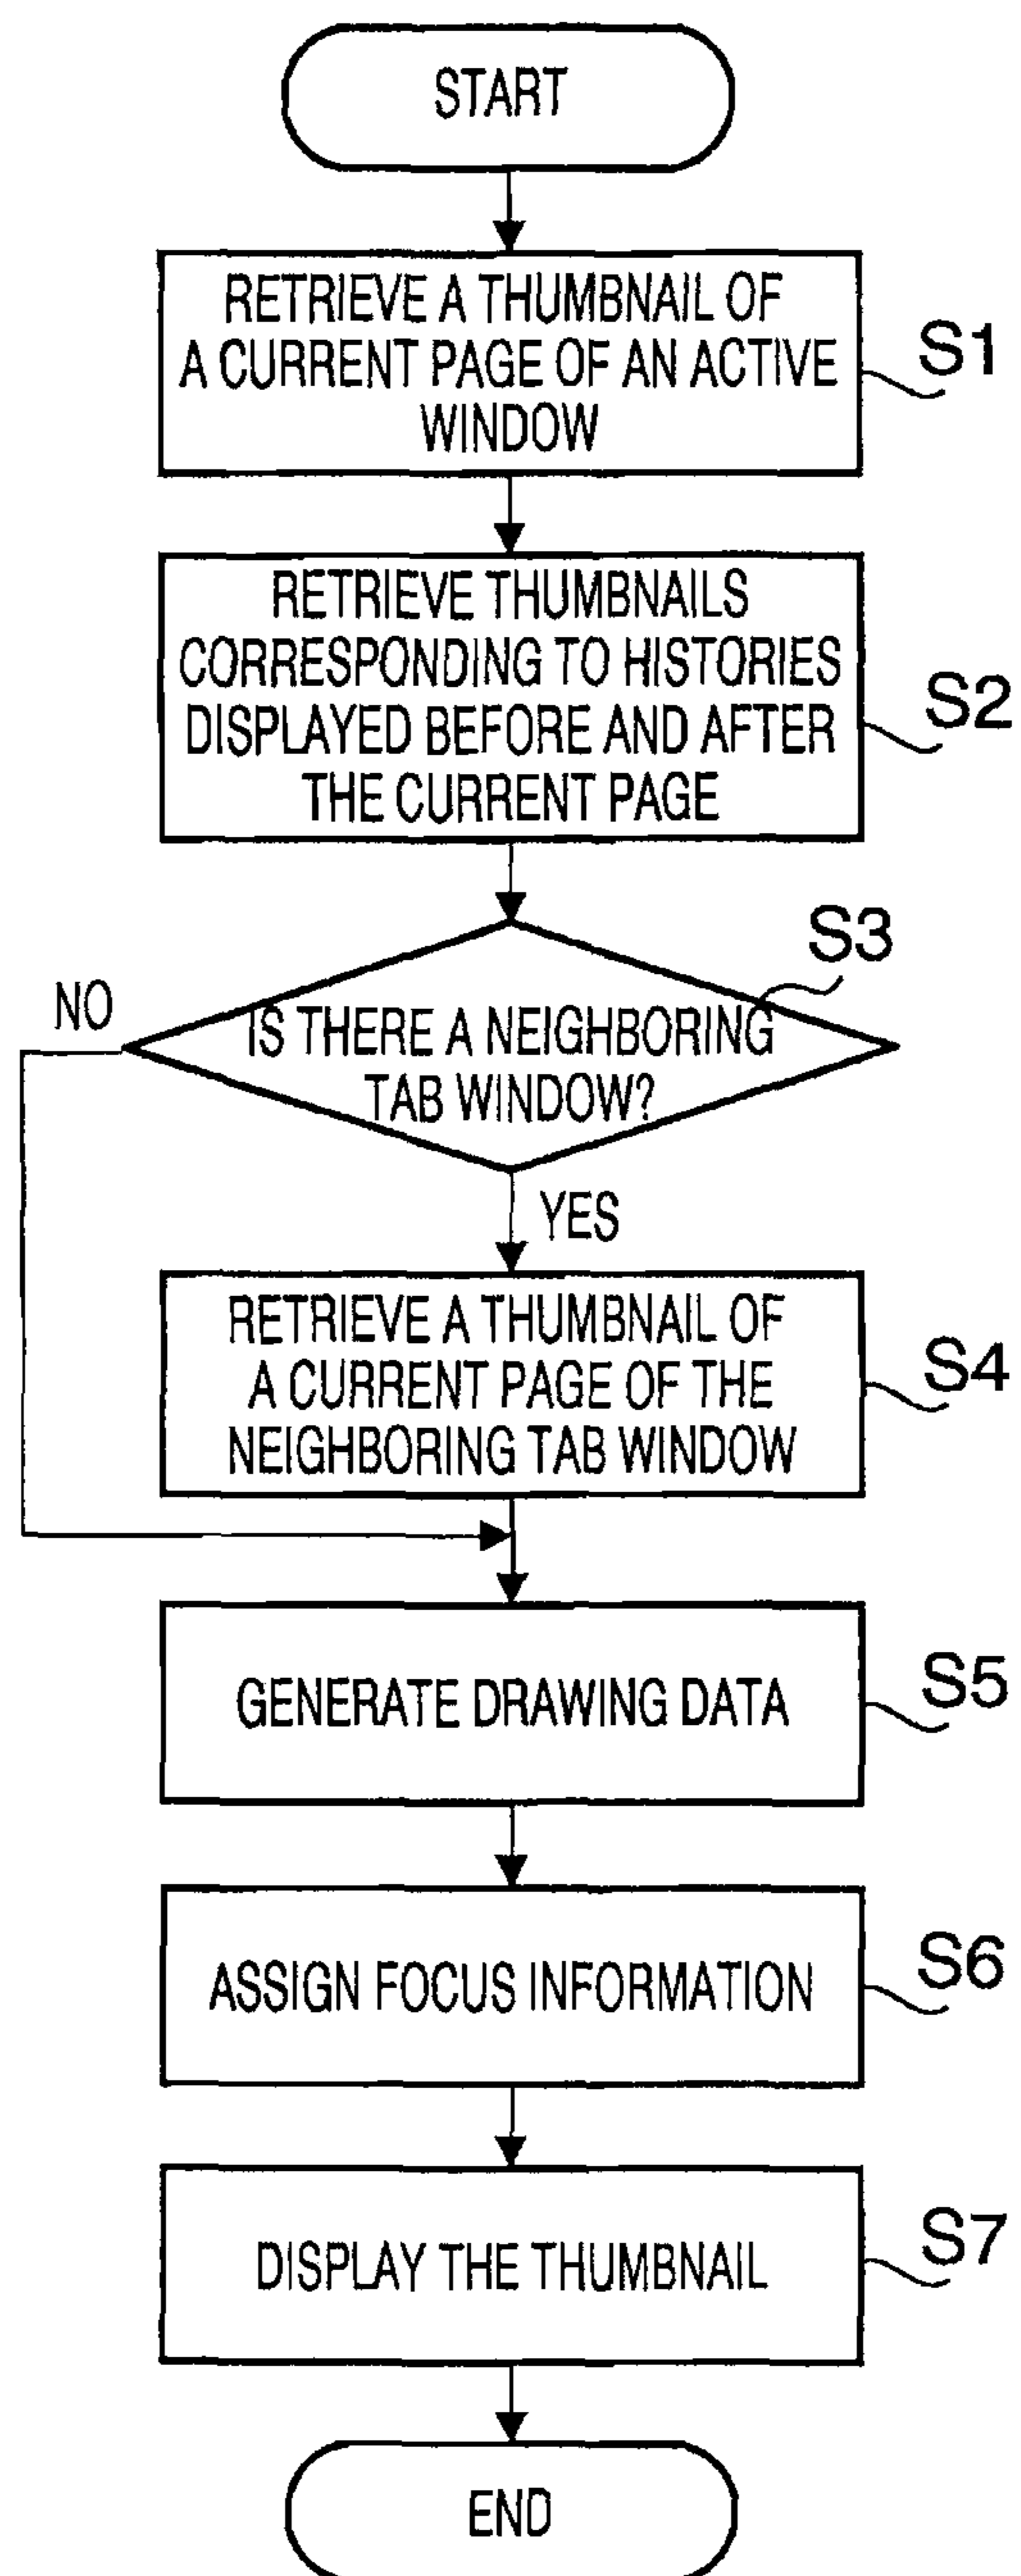 START
RETRIEVE A THUMBNAIL OF
A CURRENT PAGE OF AN ACTIVE
WINDOW
S1
RETRIEVE THUMBNAILS
CORRESPONDING TO HISTORIES
DISPLAYED BEFORE AND AFTER
THE CURRENT PAGE
S2
S3
NO
IS THERE A NEIGHBORING
TAB WINDOW?
YES
RETRIEVE A THUMBNAIL OF
A CURRENT PAGE OF THE
NEIGHBORING TAB WINDOW
S4
GENERATE DRAWING DATA
S5
ASSIGN FOCUS INFORMATION
S6
DISPLAY THE THUMBNAIL
S7
END